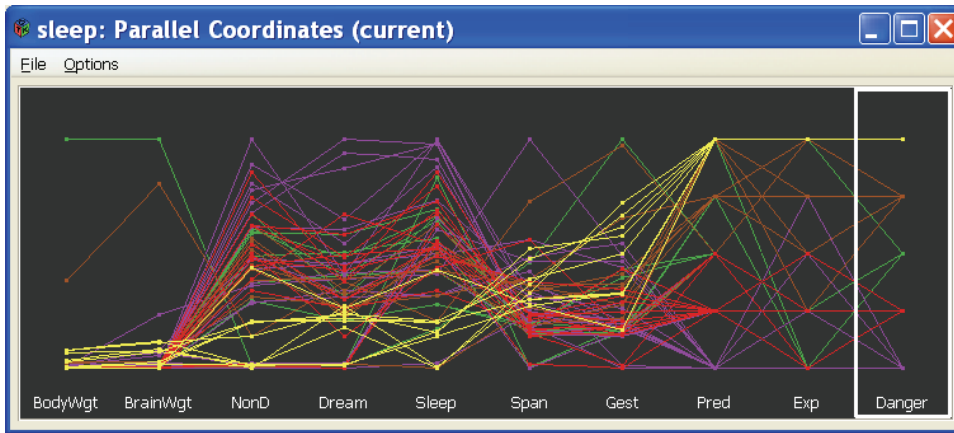 sleep: Parallel Coordinates (current)
File Options
BodyWgt BrainWgt NonD Dream Sleep Span Gest Pred Exp Danger